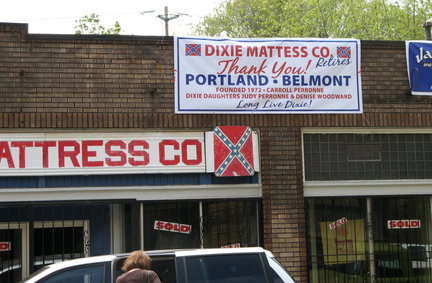 DIXIE MATTESS CO.
Retires
Thank You!
PORTLAND • BELMONT
FOUNDED 1972 - CARROLL PERRONNE
DIXIE DAUGHTERS JUDY PERRONNE & DENISE WOODWARD
Long Live Dixie!
ATTRESS CO
SOLD
SOLD
SOLD